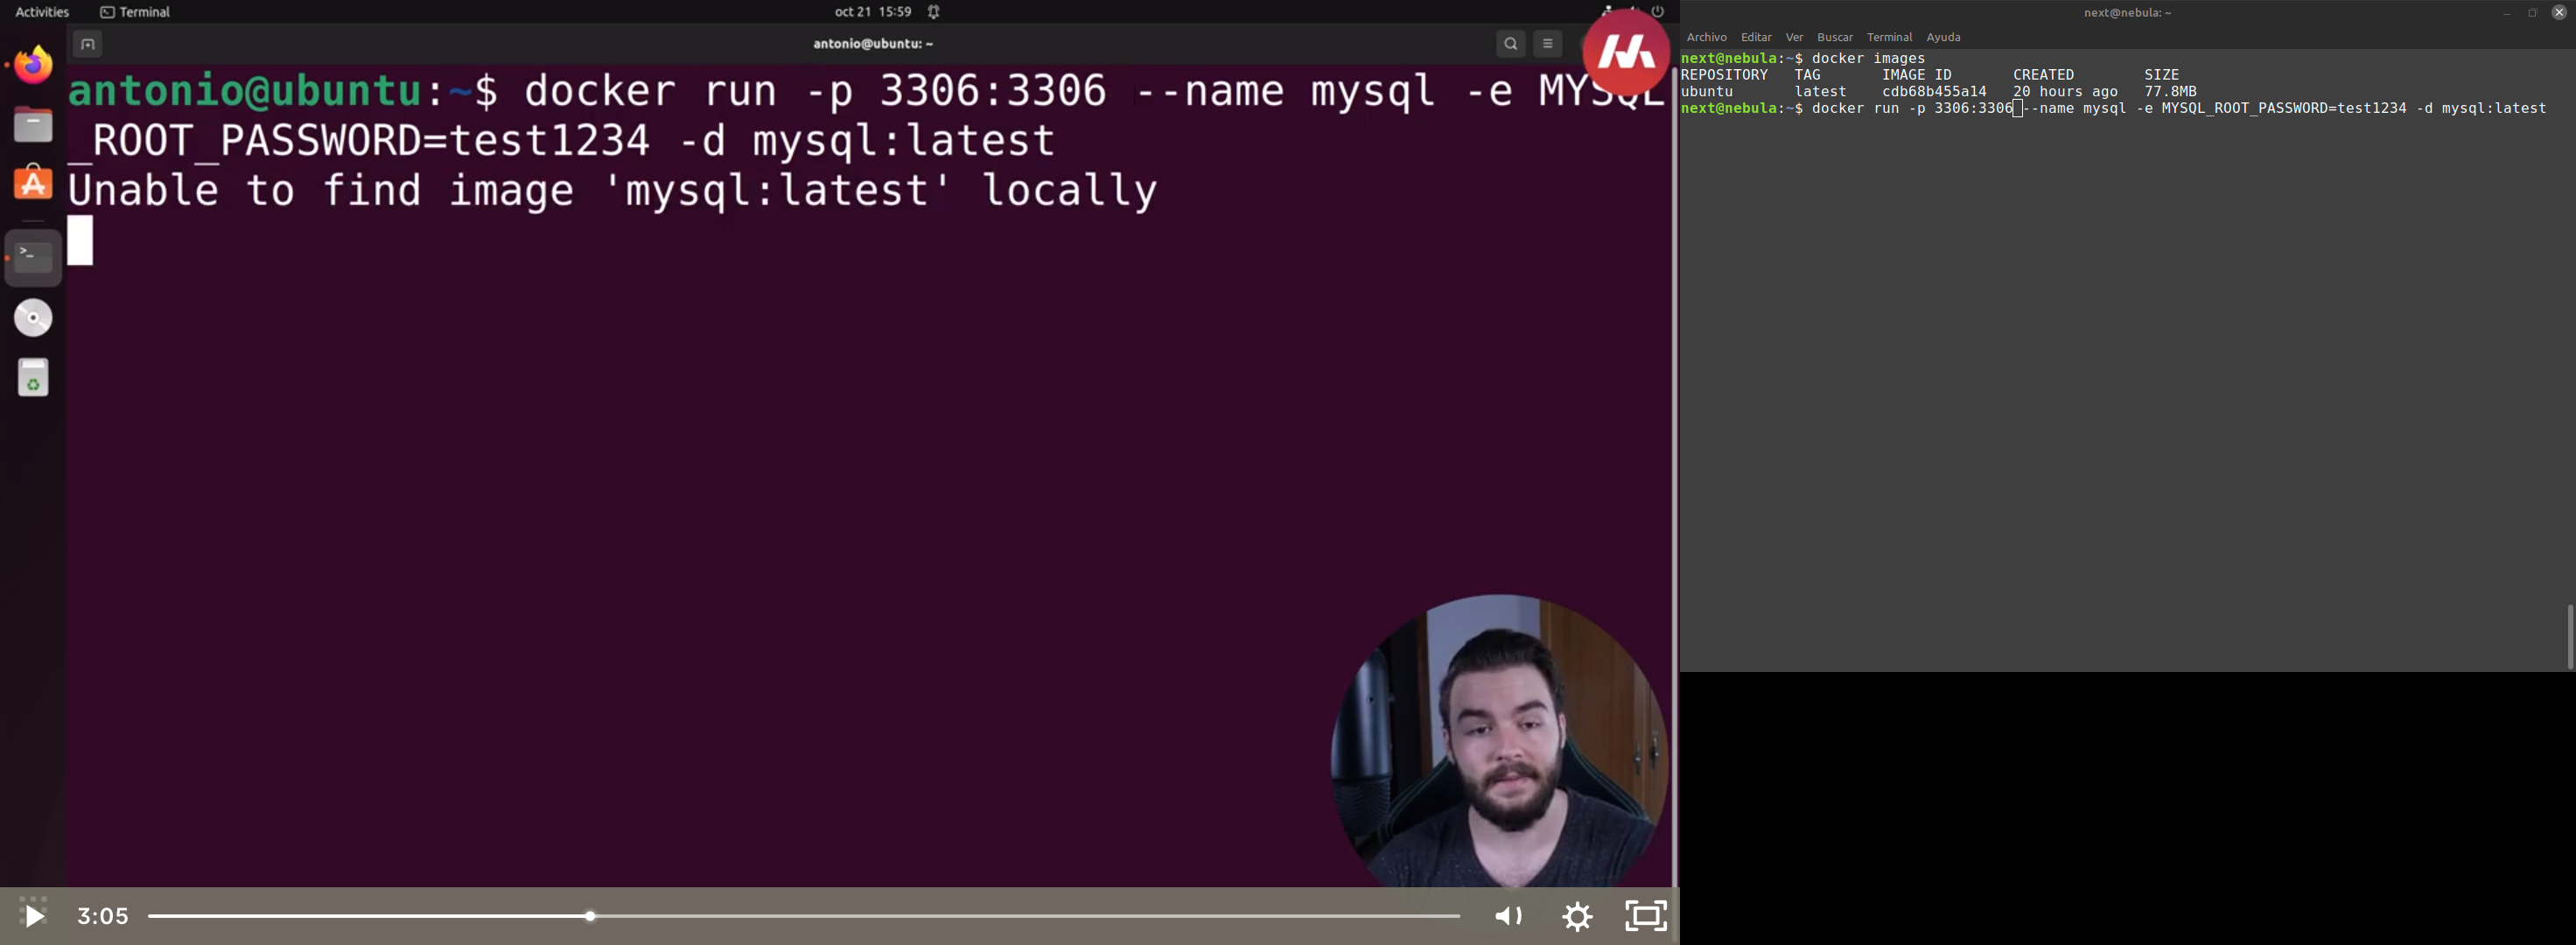 Activities Terminal oct 21 15:59
antonio@ubuntu: ~
antonio@ubuntu:~$ docker run -p 3306:3306 --name mysql -e MYSQL
_ROOT_PASSWORD=test1234 -d mysql:latest
Unable to find image 'mysql:latest' locally
3:05
next@nebula: ~
Archivo Editar Ver Buscar Terminal Ayuda
next@nebula:~$ docker images
REPOSITORY TAG IMAGE ID CREATED SIZE
ubuntu latest cdb68b455a14 20 hours ago 77.8MB
next@nebula:~$ docker run -p 3306:3306 --name mysql -e MYSQL_ROOT_PASSWORD=test1234 -d mysql:latest